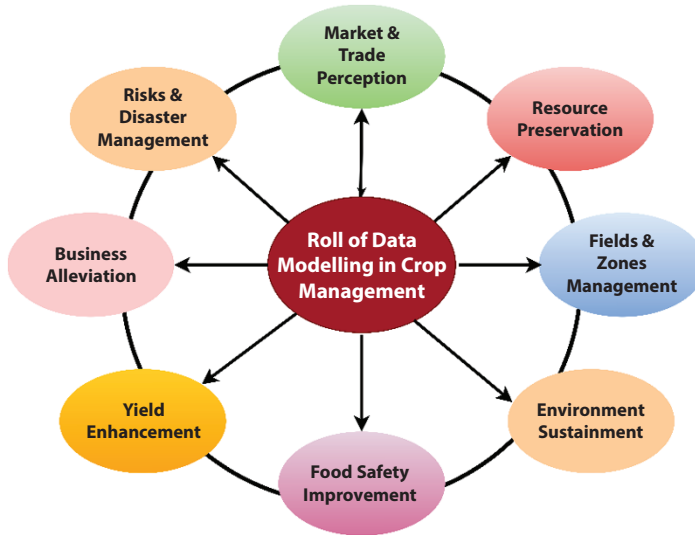 Market &
Trade
Perception
Risks &
Disaster
Management
Resource
Preservation
Business
Alleviation
Roll of Data
Modelling in Crop
Management
Fields &
Zones
Management
Yield
Enhancement
Environment
Sustainment
Food Safety
Improvement